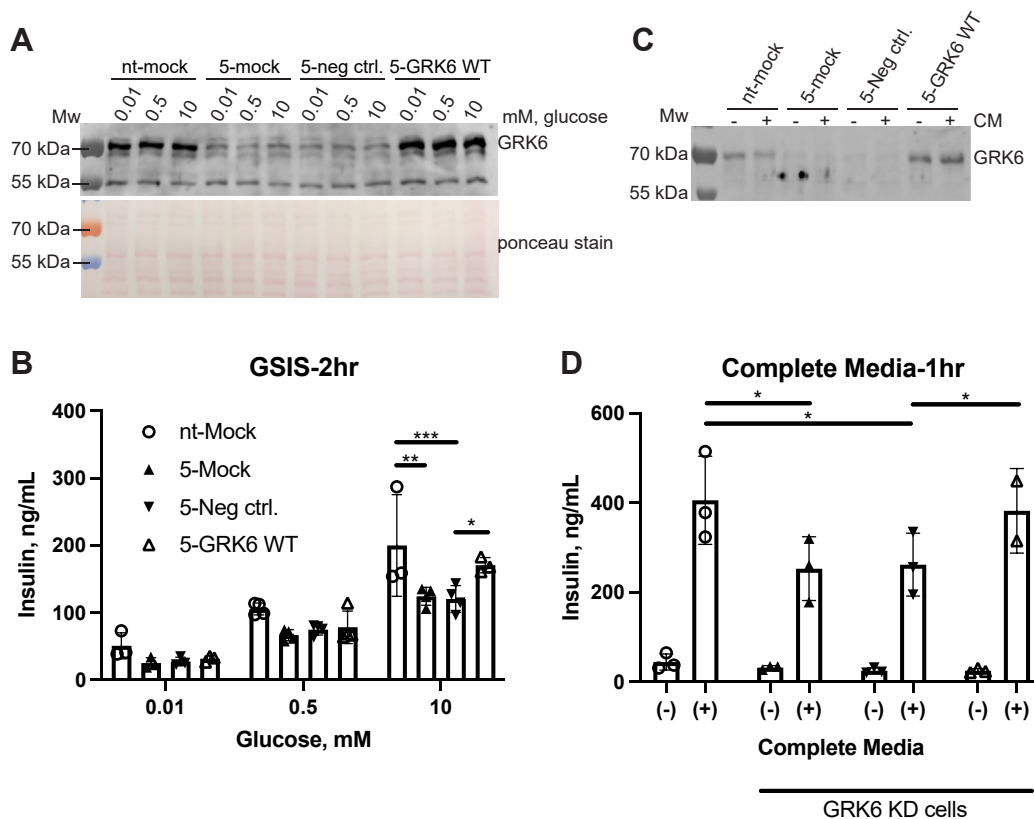 A
nt-mock 5-mock 5-neg ctrl. 5-GRK6 WT
0.01 0.5 10 0.01 0.5 10 0.01 0.5 10 0.01 0.5 10 mM, glucose
Mw
70 kDa GRK6
55 kDa
70 kDa
55 kDa
ponceau stain
C
nt-mock 5-mock 5-Neg ctrl. 5-GRK6 WT
Mw - + - + - + - + CM
70 GRK6
55 kDa
B
GSIS-2hr
Insulin, ng/mL
400
300
200
100
0
nt-Mock
5-Mock
5-Neg ctrl.
5-GRK6 WT
***
**
*
0.01 0.5 10
Glucose, mM
D
Complete Media-1hr
Insulin, ng/mL
600
400
200
0
* *
*
(-) (+) (-) (+) (-) (+) (-) (+)
Complete Media
GRK6 KD cells